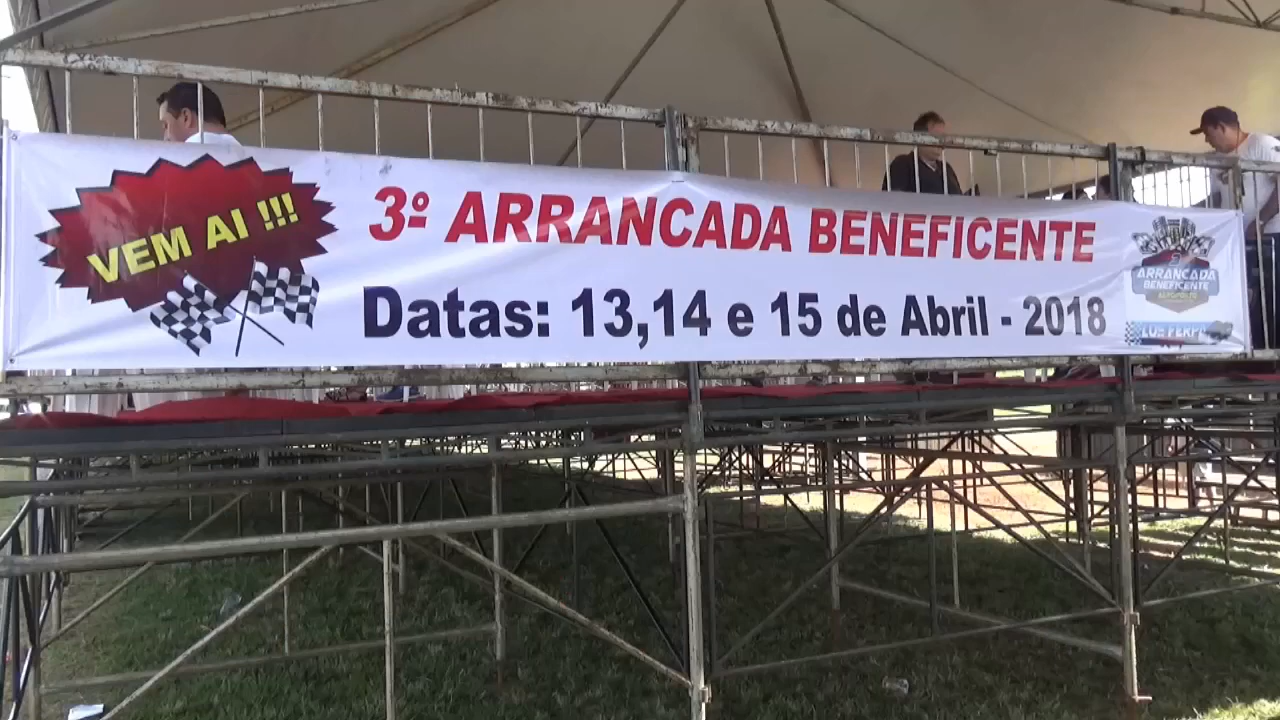 VEM AI !!!
3º ARRANCADA BENEFICENTE
Datas: 13,14 e 15 de Abril - 2018
ARRANCADA
BENEFICENTE